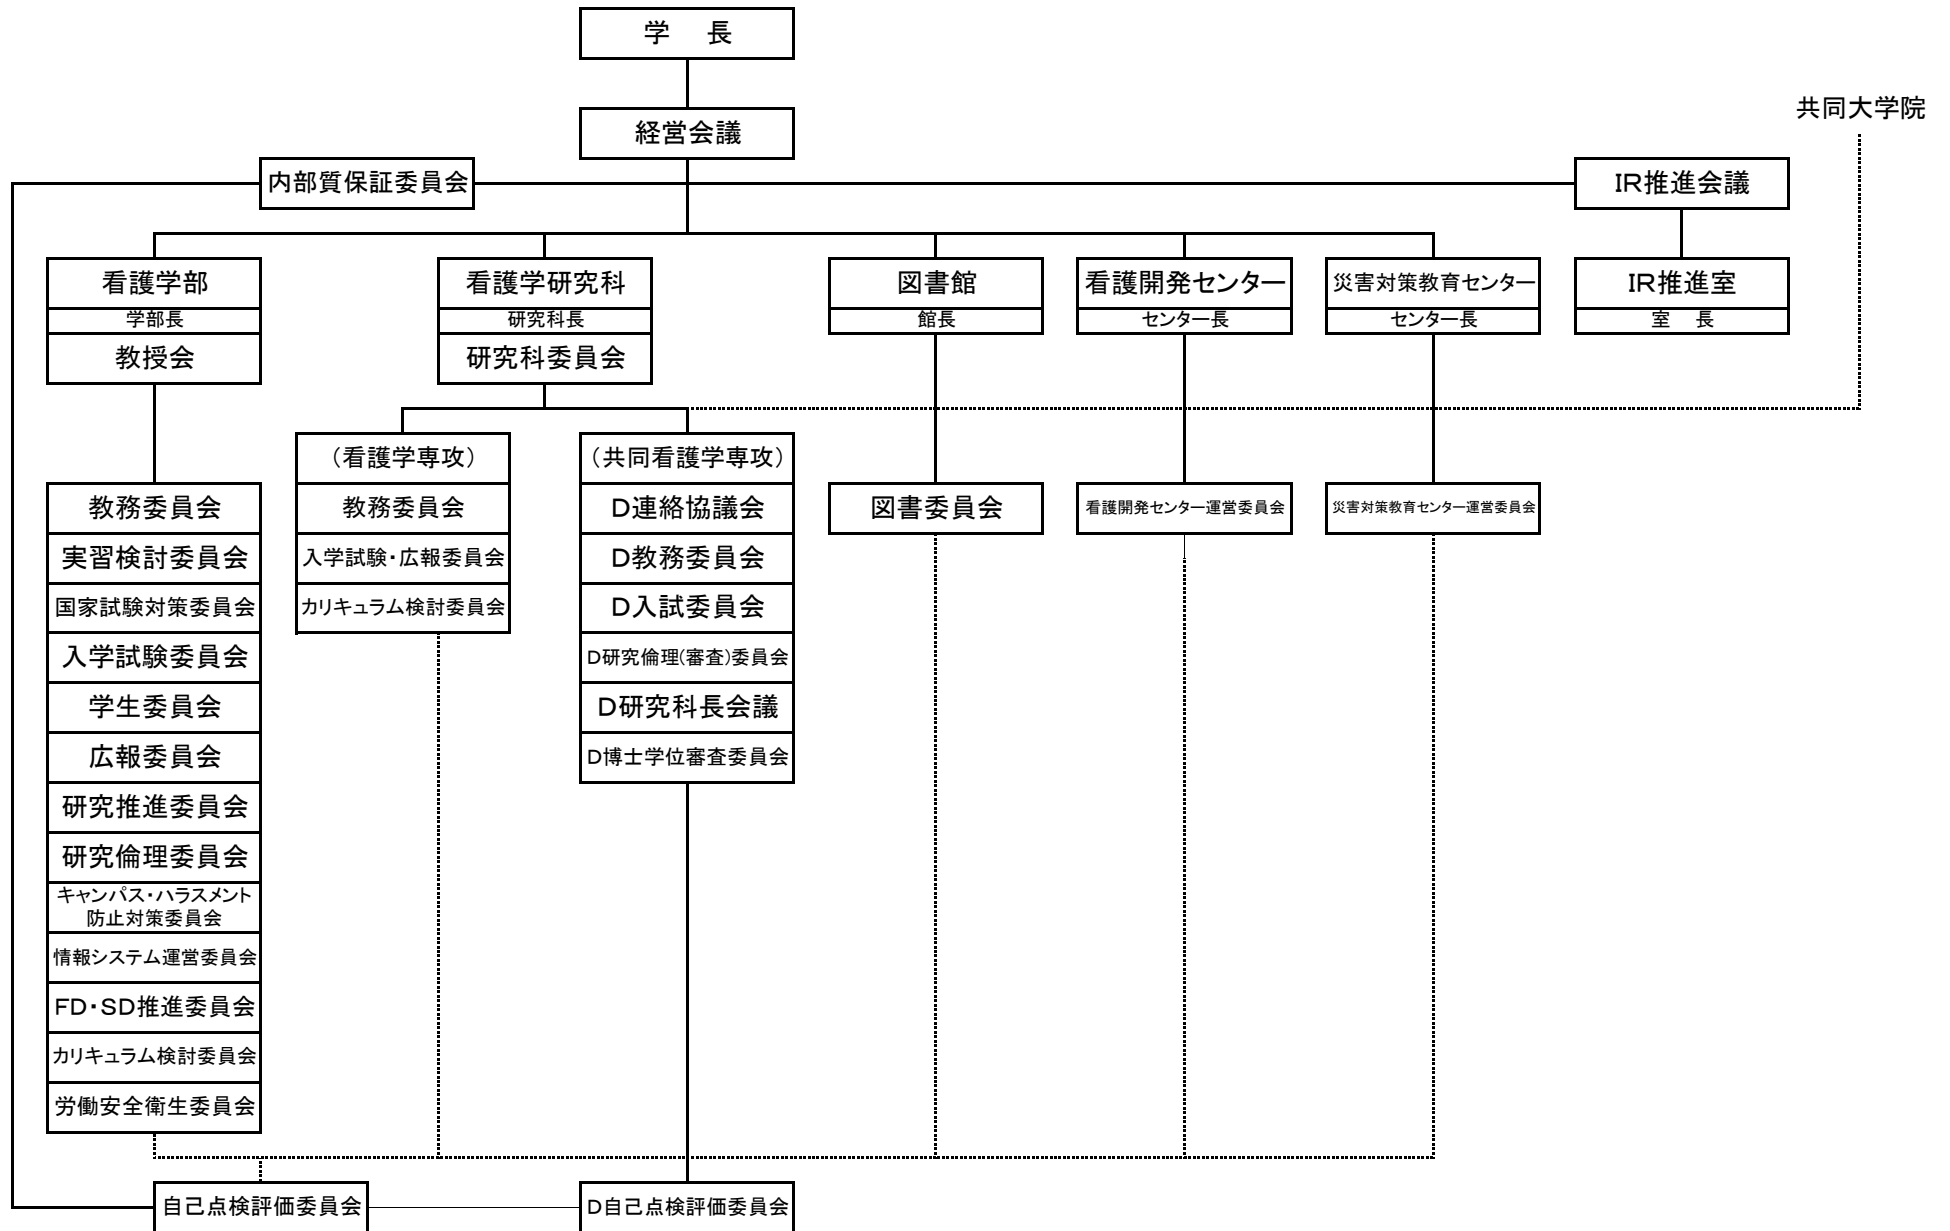 学　長
経営会議
共同大学院
内部質保証委員会
IR推進会議
看護学部
学部長
教授会
看護学研究科
研究科長
研究科委員会
図書館
館長
看護開発センター
センター長
災害対策教育センター
センター長
IR推進室
室　長
教務委員会
実習検討委員会
国家試験対策委員会
入学試験委員会
学生委員会
広報委員会
研究推進委員会
研究倫理委員会
キャンパス・ハラスメント
防止対策委員会
情報システム運営委員会
FD・SD推進委員会
カリキュラム検討委員会
労働安全衛生委員会
（看護学専攻）
教務委員会
入学試験・広報委員会
カリキュラム検討委員会
（共同看護学専攻）
D連絡協議会
D教務委員会
D入試委員会
D研究倫理(審査)委員会
D研究科長会議
D博士学位審査委員会
図書委員会
看護開発センター運営委員会
災害対策教育センター運営委員会
自己点検評価委員会
D自己点検評価委員会